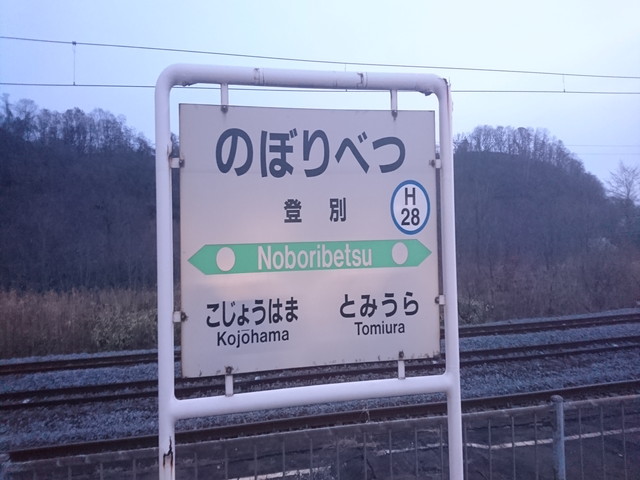 のぼりべつ
登別
H
28
Noboribetsu
こじょうはま
Kojōhama
とみうら
Tomiura